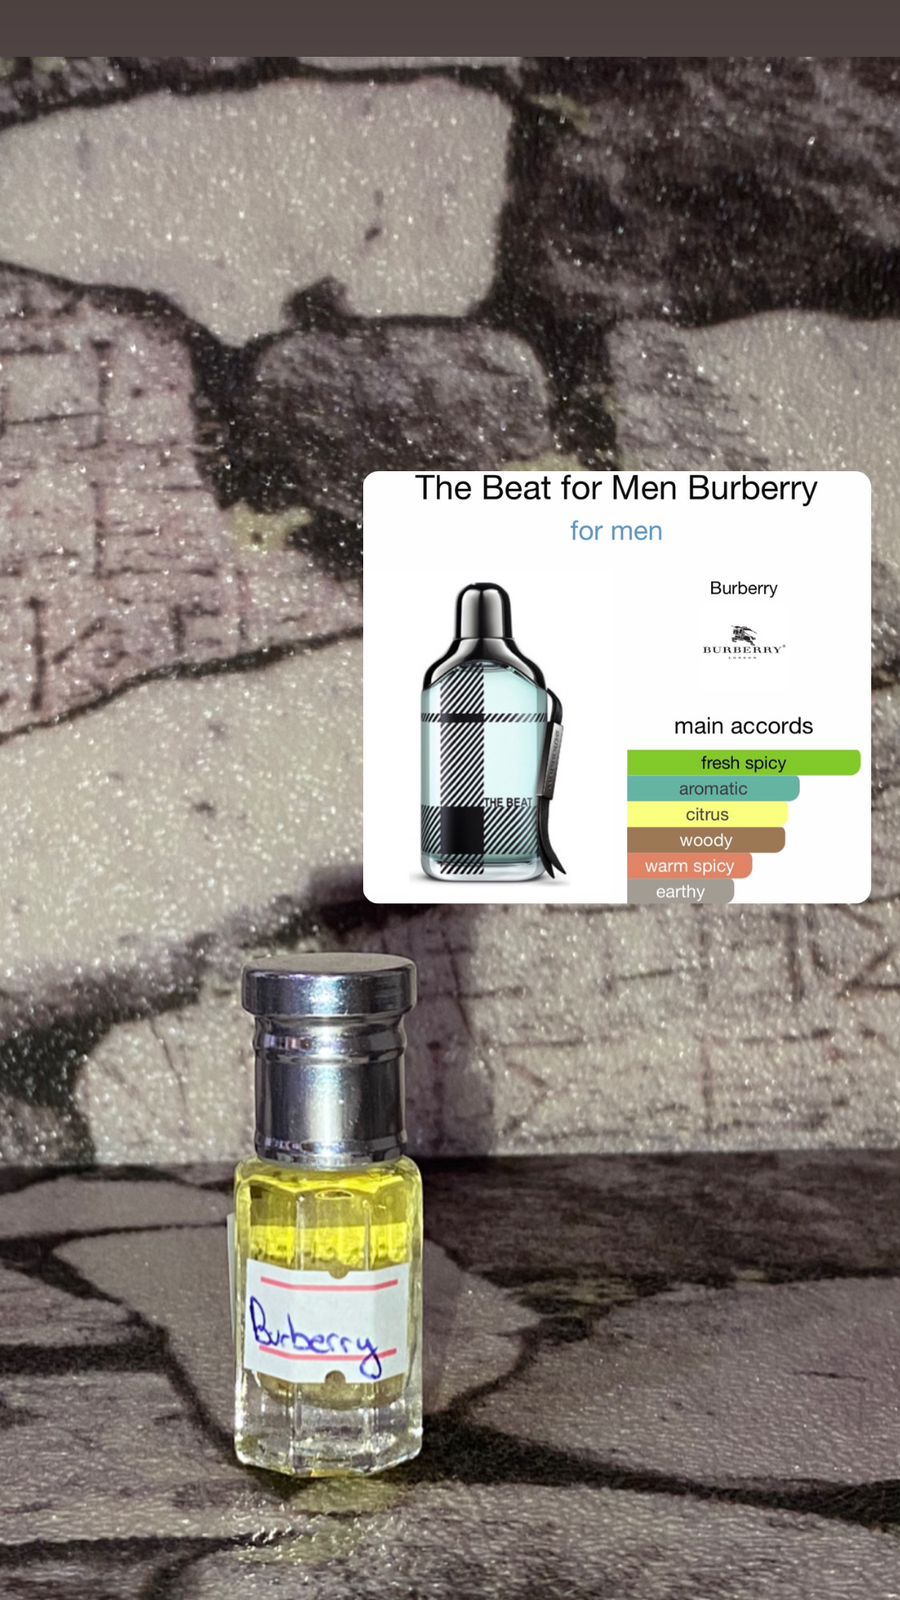 The Beat for Men Burberry
for men
Burberry
BURBERRY
LONDON
main accords
fresh spicy
aromatic
citrus
woody
warm spicy
earthy
THE BEAT
Burberry